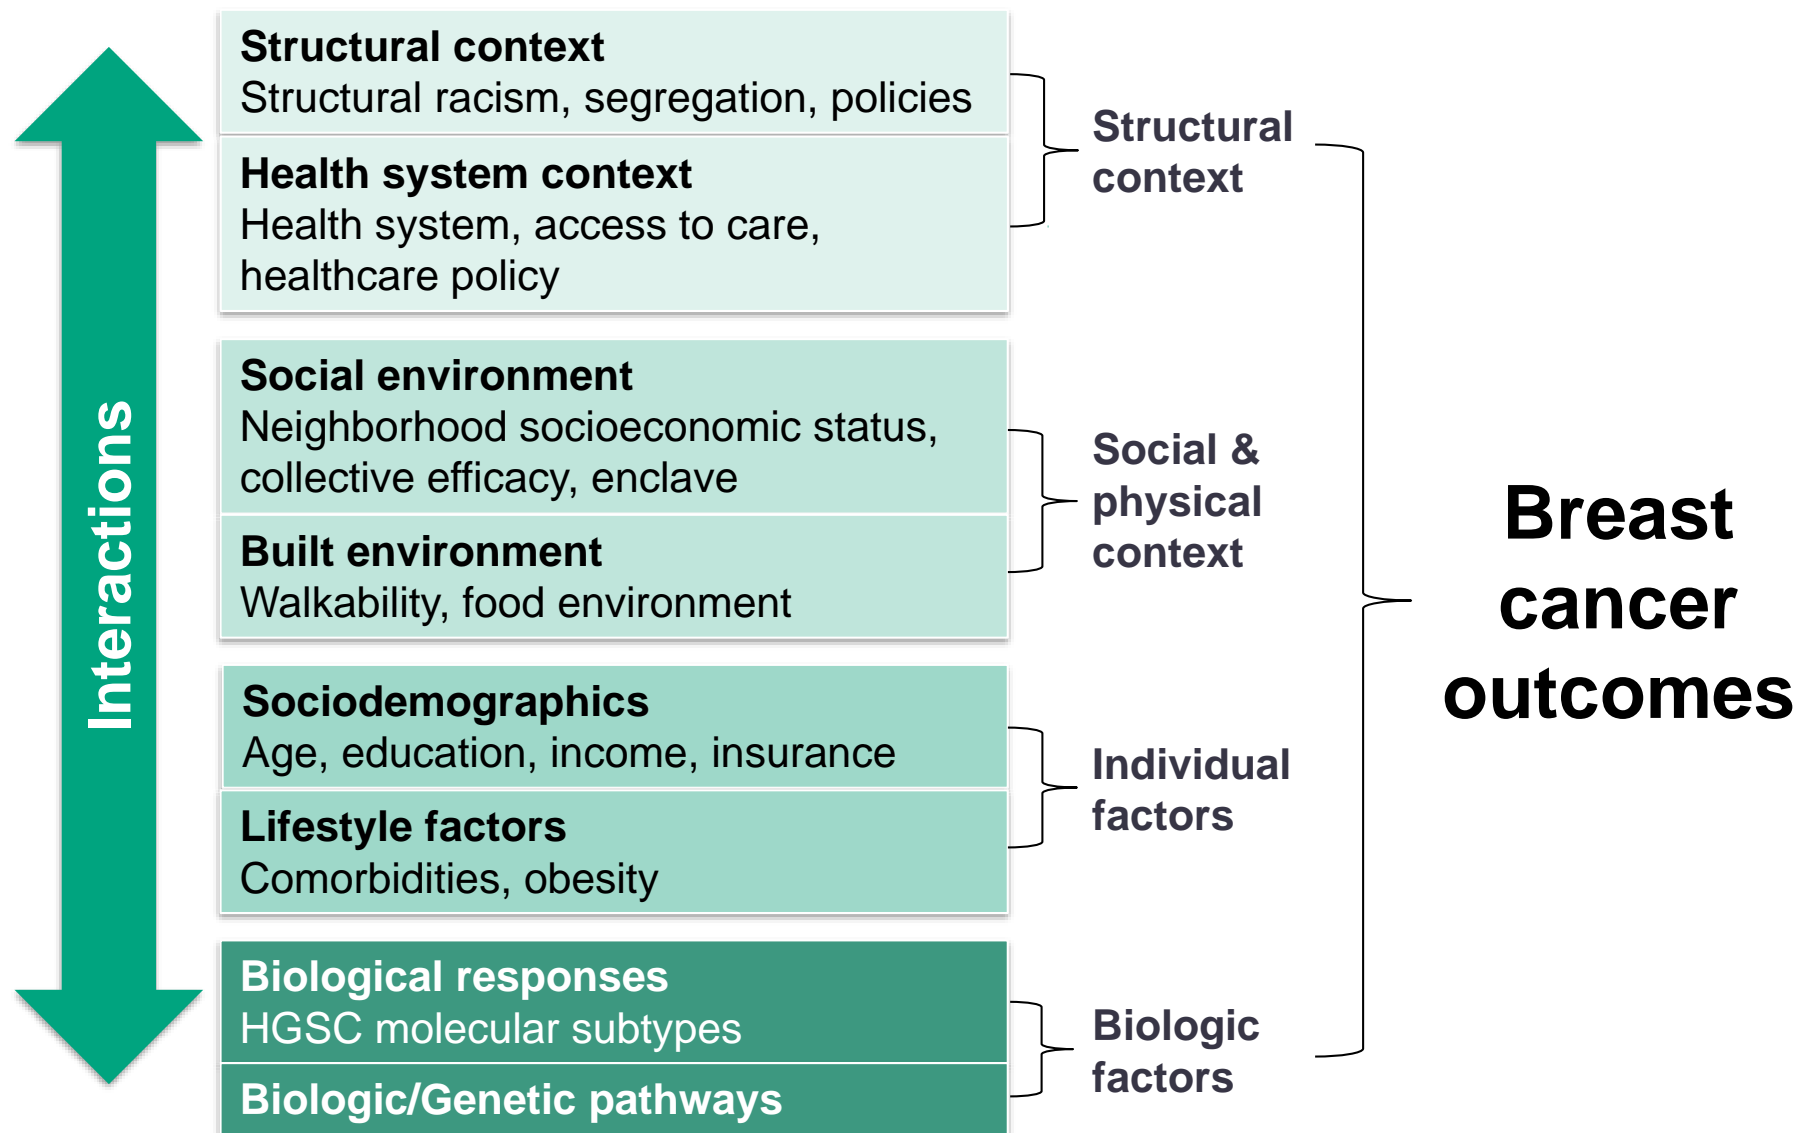 Interactions
Structural context
Structural racism, segregation, policies
Health system context
Health system, access to care,
healthcare policy
Structural
context
Social environment
Neighborhood socioeconomic status,
collective efficacy, enclave
Built environment
Walkability, food environment
Social &
physical
context
Sociodemographics
Age, education, income, insurance
Lifestyle factors
Comorbidities, obesity
Individual
factors
Biological responses
HGSC molecular subtypes
Biologic/Genetic pathways
Biologic
factors
Breast
cancer
outcomes